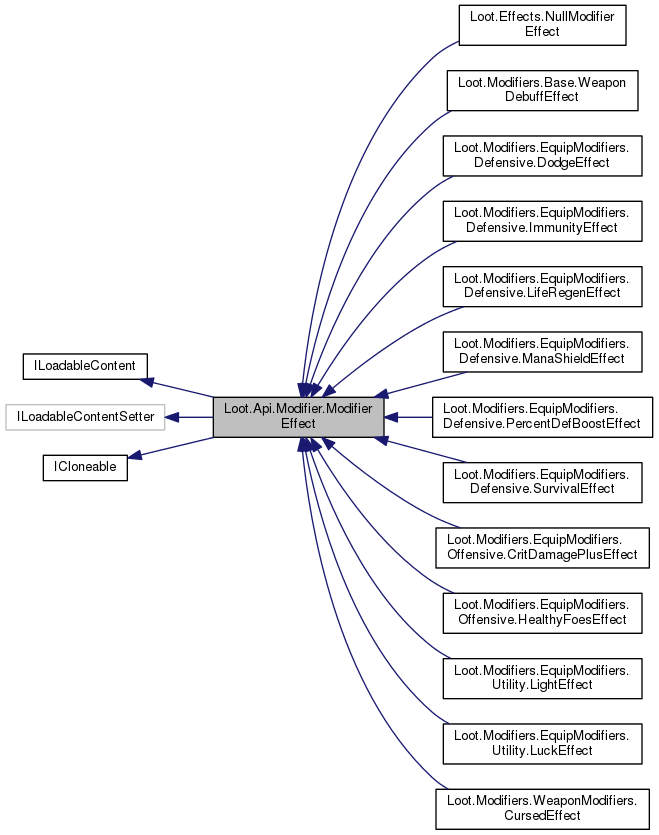 Loot.Effects.NullModifier
Effect
Loot.Modifiers.Base.Weapon
DebuffEffect
Loot.Modifiers.EquipModifiers.
Defensive.DodgeEffect
Loot.Modifiers.EquipModifiers.
Defensive.ImmunityEffect
Loot.Modifiers.EquipModifiers.
Defensive.LifeRegenEffect
Loot.Modifiers.EquipModifiers.
Defensive.ManaShieldEffect
ILoadableContent
ILoadableContentSetter
ICloneable
Loot.Api.Modifier.Modifier
Effect
Loot.Modifiers.EquipModifiers.
Defensive.PercentDefBoostEffect
Loot.Modifiers.EquipModifiers.
Defensive.SurvivalEffect
Loot.Modifiers.EquipModifiers.
Offensive.CritDamagePlusEffect
Loot.Modifiers.EquipModifiers.
Offensive.HealthyFoesEffect
Loot.Modifiers.EquipModifiers.
Utility.LightEffect
Loot.Modifiers.EquipModifiers.
Utility.LuckEffect
Loot.Modifiers.WeaponModifiers.
CursedEffect